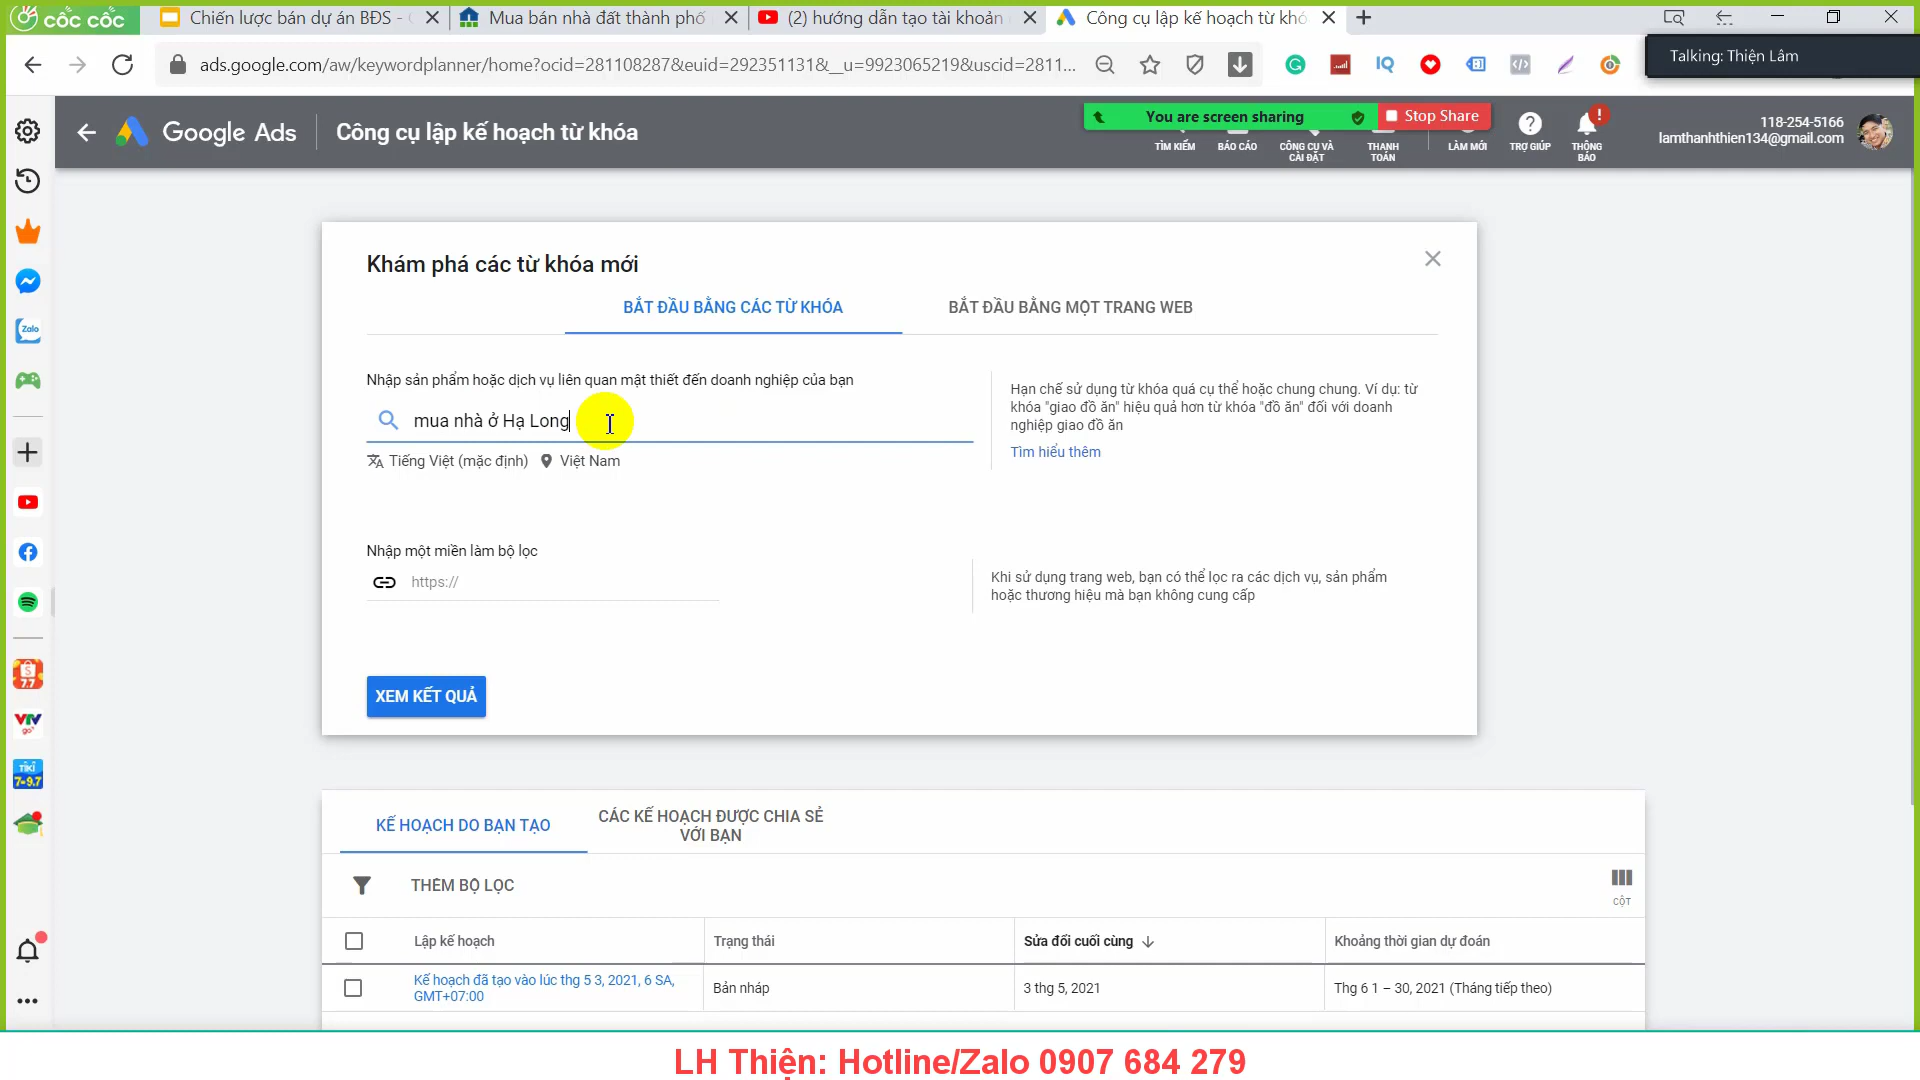 cốc cốc
Chiến lược bán dự án BĐS -
Mua bán nhà đất thành phố
(2) hướng dẫn tạo tài khoản
Công cụ lập kế hoạch từ khó
ads.google.com/aw/keywordplanner/home?ocid=281108287&euid=292351131&__u=9923065219&uscid=2811...
Talking: Thiện Lâm
Google Ads
Công cụ lập kế hoạch từ khóa
You are screen sharing
Stop Share
TÌM KIẾM
BÁO CÁO
CÔNG CỤ VÀ
CÀI ĐẶT
THANH
TOÁN
LÀM MỚI
TRỢ GIÚP
THÔNG
BÁO
118-254-5166
lamthanhthien134@gmail.com
Khám phá các từ khóa mới
BẮT ĐẦU BẰNG CÁC TỪ KHÓA
BẮT ĐẦU BẰNG MỘT TRANG WEB
Nhập sản phẩm hoặc dịch vụ liên quan mật thiết đến doanh nghiệp của bạn
mua nhà ở Hạ Long
Tiếng Việt (mặc định)
Việt Nam
Hạn chế sử dụng từ khóa quá cụ thể hoặc chung chung. Ví dụ: từ
khóa "giao đồ ăn" hiệu quả hơn từ khóa "đồ ăn" đối với doanh
nghiệp giao đồ ăn
Tìm hiểu thêm
Nhập một miền làm bộ lọc
https://
Khi sử dụng trang web, bạn có thể lọc ra các dịch vụ, sản phẩm
hoặc thương hiệu mà bạn không cung cấp
XEM KẾT QUẢ
KẾ HOẠCH DO BẠN TẠO
CÁC KẾ HOẠCH ĐƯỢC CHIA SẺ
VỚI BẠN
THÊM BỘ LỌC
CỘT
Lập kế hoạch
Trạng thái
Sửa đổi cuối cùng
Khoảng thời gian dự đoán
Kế hoạch đã tạo vào lúc thg 5 3, 2021, 6 SA,
GMT+07:00
Bản nháp
3 thg 5, 2021
Thg 6 1 – 30, 2021 (Tháng tiếp theo)
Zalo
7.7
VTV
go
TIKI
7-9.7
LH Thiện: Hotline/Zalo 0907 684 279